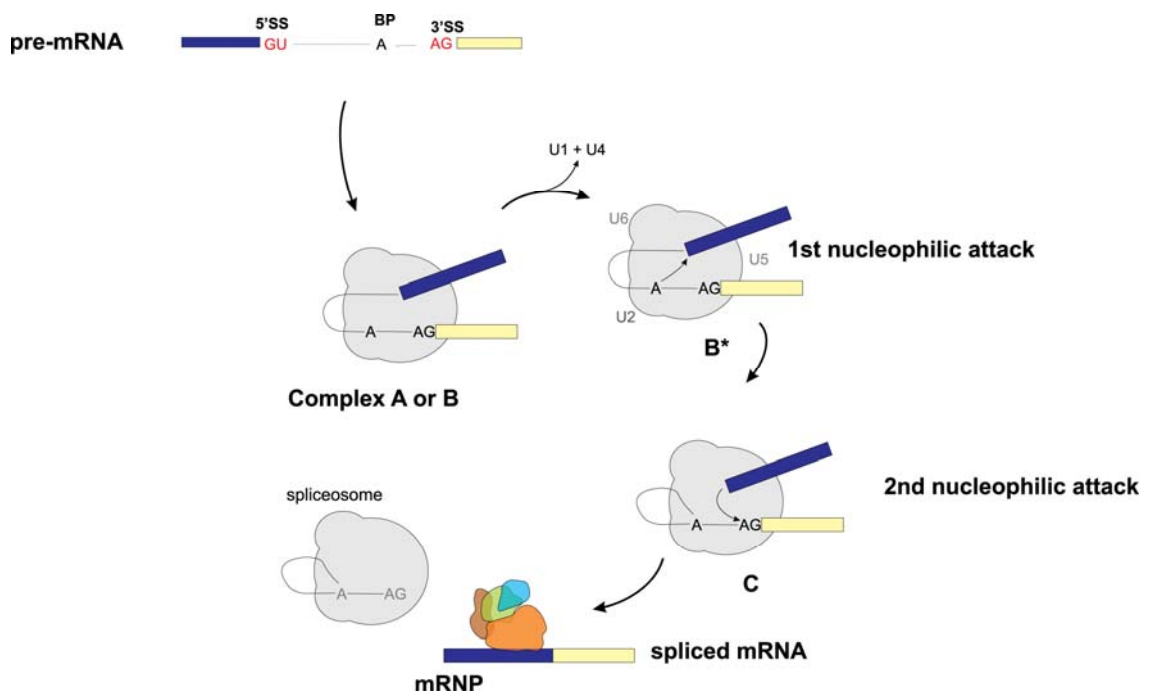 5'SS
BP
3'SS
pre-mRNA
GU
A
AG
U1 + U4
U6
1st nucleophilic attack
U5
A
AG
U2
A
AG
B*
Complex A or B
2nd nucleophilic attack
spliceosome
A
AG
C
A
AG
spliced mRNA
mRNP